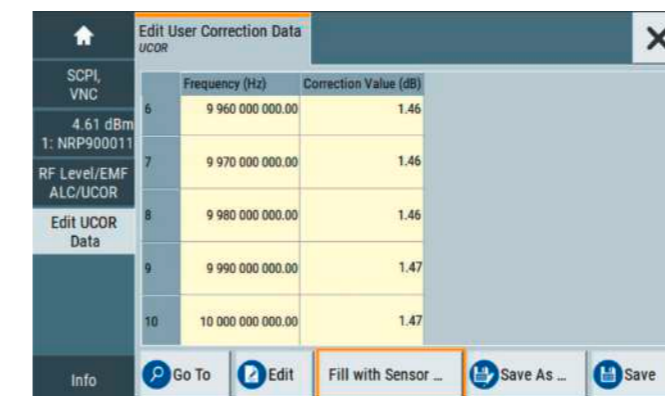 Edit User Correction Data
UCOR
SCPI,
VNC
4.61 dBm
1: NRP900011
RF Level/EMF
ALC/UCOR
Edit UCOR
Data
Info
Frequency (Hz) Correction Value (dB)
6 9 960 000 000.00 1.46
7 9 970 000 000.00 1.46
8 9 980 000 000.00 1.46
9 9 990 000 000.00 1.47
10 10 000 000 000.00 1.47
Go To Edit Fill with Sensor ... Save As ... Save